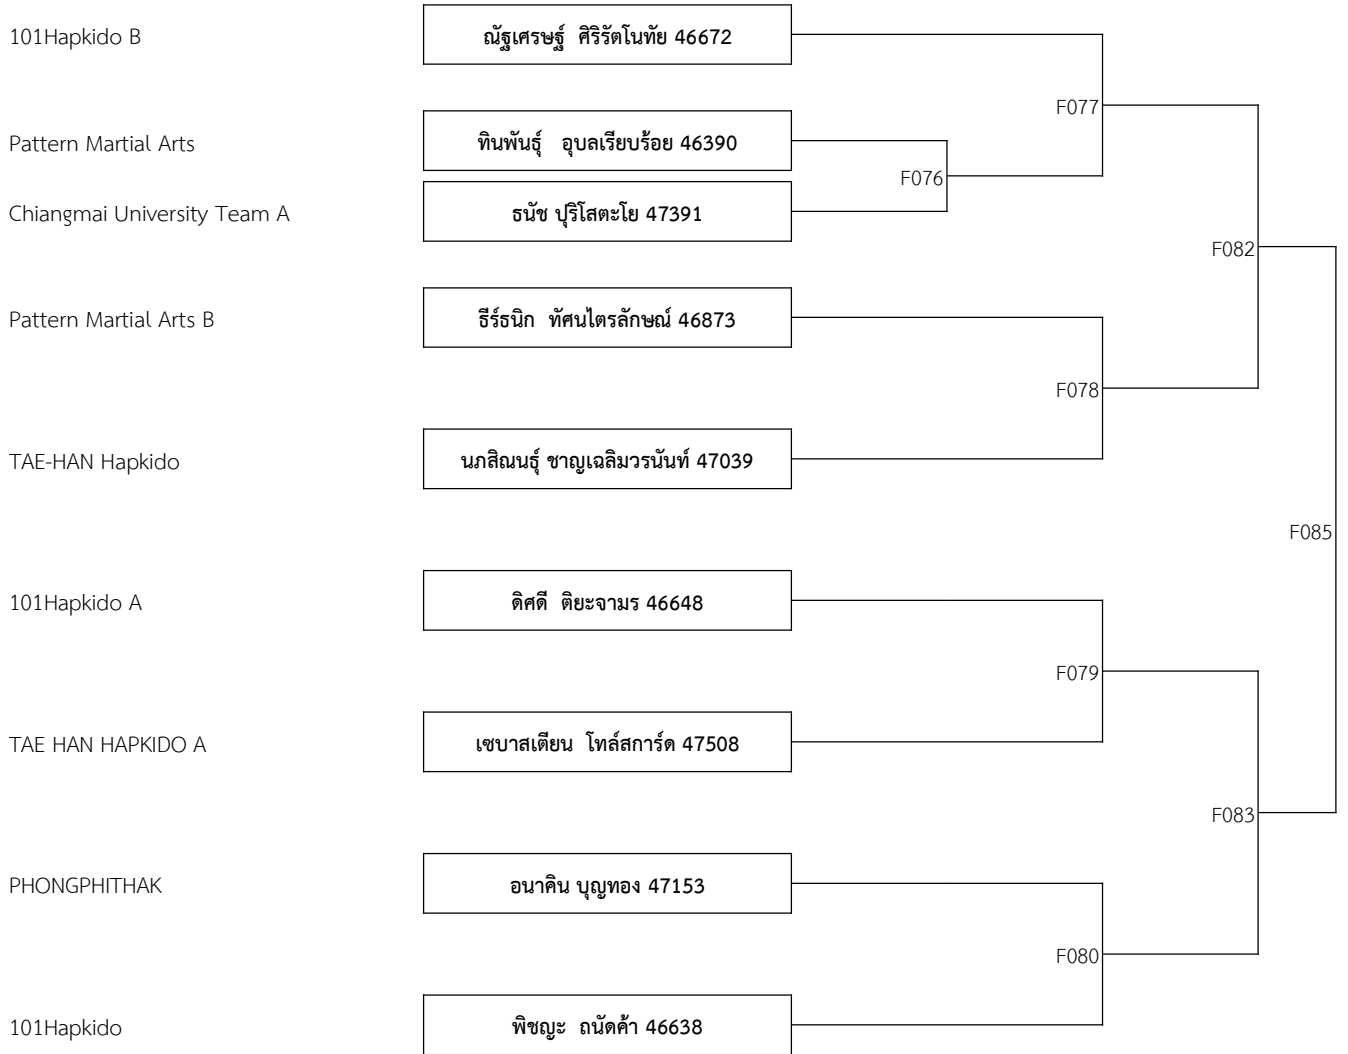 101Hapkido B
ณัฐเศรษฐ์ ศิริรัตโนทัย 46672
F077
Pattern Martial Arts
ทินพันธุ์ อุบลเรียบร้อย 46390
F076
Chiangmai University Team A
ธนัช ปุริโสตะโย 47391
F082
Pattern Martial Arts B
ธีร์ธนิก ทัศนไตรลักษณ์ 46873
F078
TAE-HAN Hapkido
นภสิณนธุ์ ชาญเฉลิมวรนันท์ 47039
F085
101Hapkido A
ดิศดี ติยะจามร 46648
F079
TAE HAN HAPKIDO A
เซบาสเตียน โทล์สการ์ด 47508
F083
PHONGPHITHAK
อนาคิน บุญทอง 47153
F080
101Hapkido
พิชญะ ถนัดค้า 46638